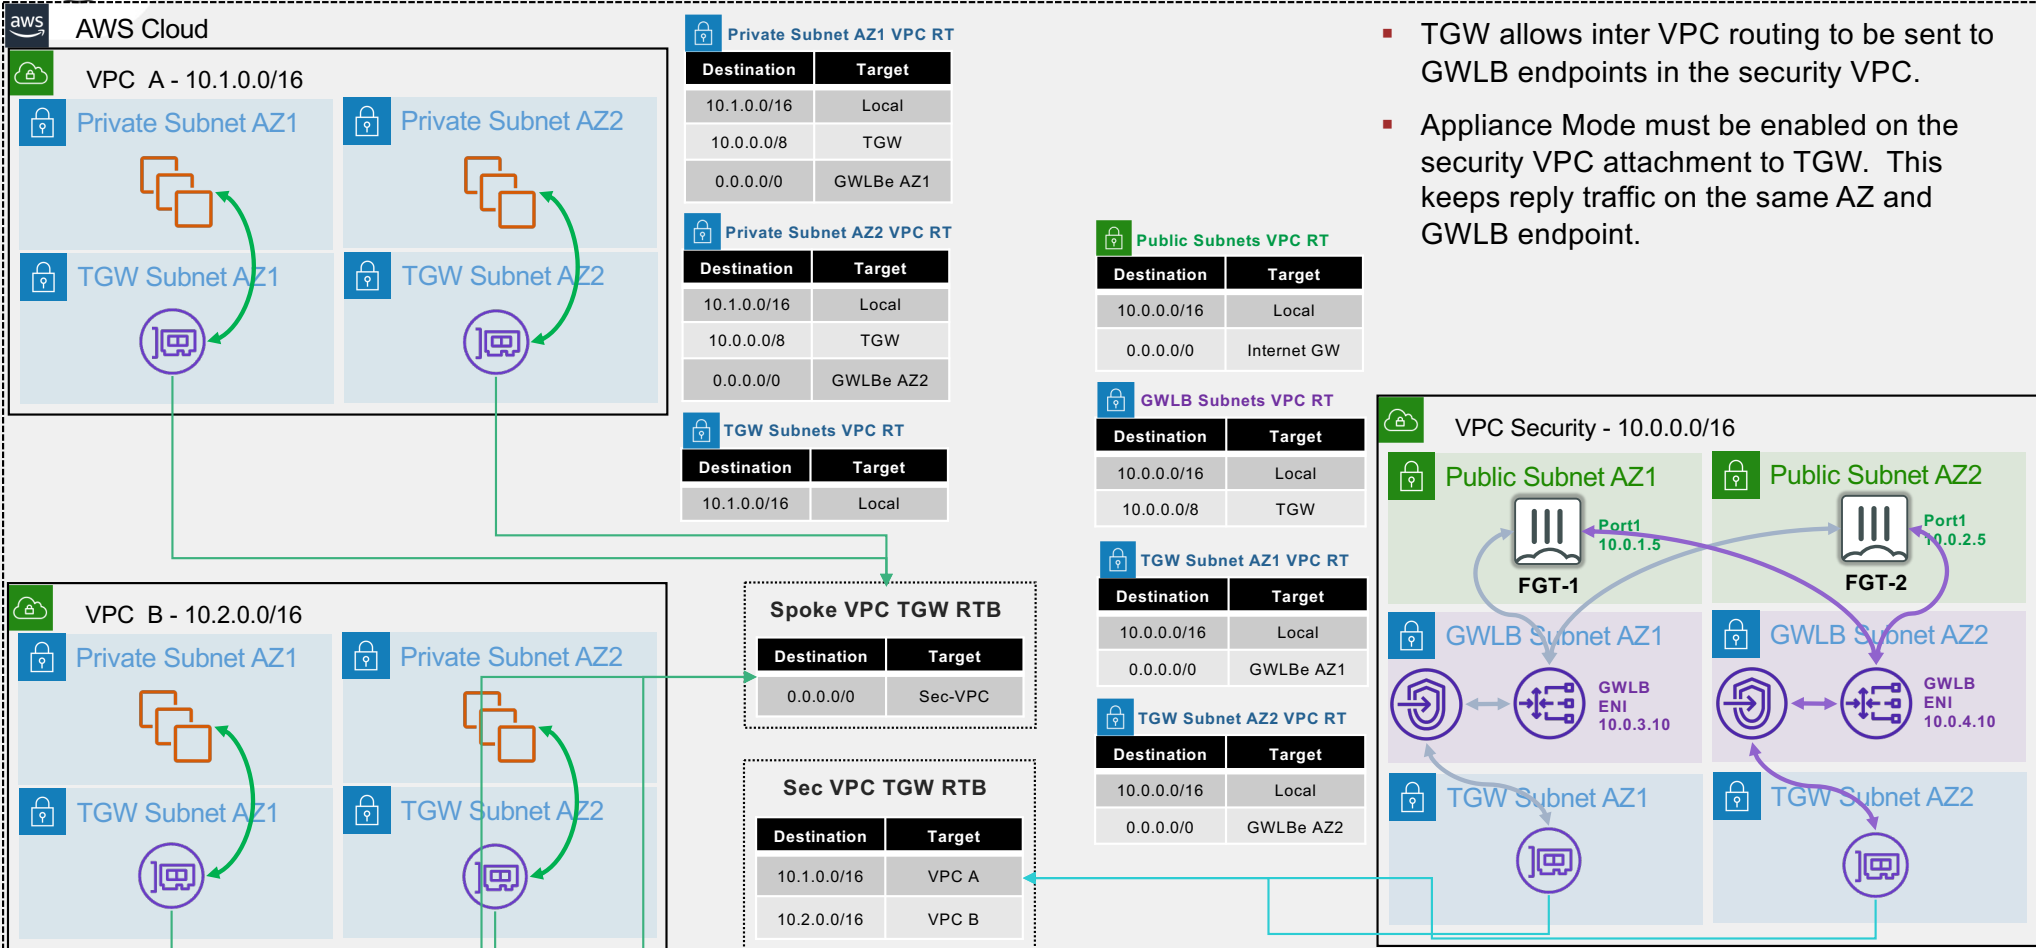 aws
AWS Cloud
VPC A - 10.1.0.0/16
Private Subnet AZ1
Private Subnet AZ2
TGW Subnet AZ1
TGW Subnet AZ2
VPC B - 10.2.0.0/16
Private Subnet AZ1
Private Subnet AZ2
TGW Subnet AZ1
TGW Subnet AZ2
Private Subnet AZ1 VPC RT
Destination Target
10.1.0.0/16 Local
10.0.0.0/8 TGW
0.0.0.0/0 GWLBe AZ1
Private Subnet AZ2 VPC RT
Destination Target
10.1.0.0/16 Local
10.0.0.0/8 TGW
0.0.0.0/0 GWLBe AZ2
TGW Subnets VPC RT
Destination Target
10.1.0.0/16 Local
Spoke VPC TGW RTB
Destination Target
0.0.0.0/0 Sec-VPC
Sec VPC TGW RTB
Destination Target
10.1.0.0/16 VPC A
10.2.0.0/16 VPC B
Public Subnets VPC RT
Destination Target
10.0.0.0/16 Local
0.0.0.0/0 Internet GW
GWLB Subnets VPC RT
Destination Target
10.0.0.0/16 Local
10.0.0.0/8 TGW
TGW Subnet AZ1 VPC RT
Destination Target
10.0.0.0/16 Local
0.0.0.0/0 GWLBe AZ1
TGW Subnet AZ2 VPC RT
Destination Target
10.0.0.0/16 Local
0.0.0.0/0 GWLBe AZ2
▪ TGW allows inter VPC routing to be sent to
GWLB endpoints in the security VPC.
▪ Appliance Mode must be enabled on the
security VPC attachment to TGW. This
keeps reply traffic on the same AZ and
GWLB endpoint.
VPC Security - 10.0.0.0/16
Public Subnet AZ1
Port1
10.0.1.5
FGT-1
Public Subnet AZ2
Port1
10.0.2.5
FGT-2
GWLB Subnet AZ1
GWLB
ENI
10.0.3.10
GWLB Subnet AZ2
GWLB
ENI
10.0.4.10
TGW Subnet AZ1
TGW Subnet AZ2